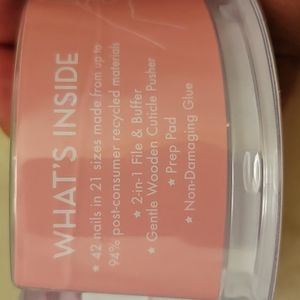 WHAT'S INSIDE
★ 42 nails in 21 sizes made from up to
94% post-consumer recycled materials
★ 2-in-1 File & Buffer
★ Gentle Wooden Cuticle Pusher
★ Prep Pad
★ Non-Damaging Glue